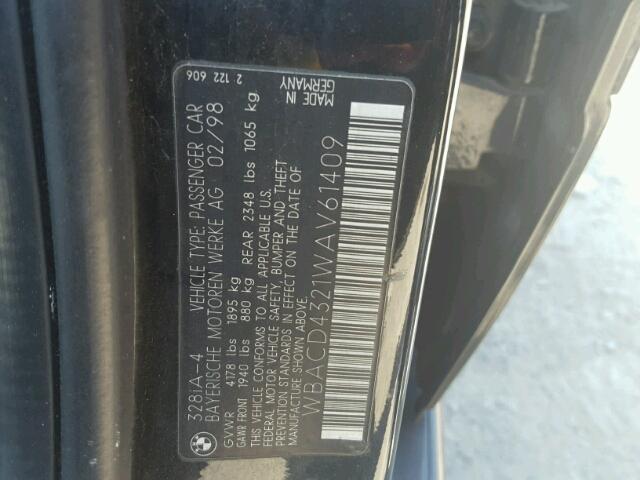 328iA-4 VEHICLE TYPE: PASSENGER CAR
BAYERISCHE MOTOREN WERKE AG 02/98
GVWR 4178 lbs 1895 kg
GAWR FRONT 1940 lbs 880 kg REAR 2348 lbs 1065 kg
THIS VEHICLE CONFORMS TO ALL APPLICABLE U.S.
FEDERAL MOTOR VEHICLE SAFETY, BUMPER AND THEFT
PREVENTION STANDARDS IN EFFECT ON THE DATE OF
MANUFACTURE SHOWN ABOVE.
WBACD4321WAV61409
2 122 606
MADE IN
GERMANY